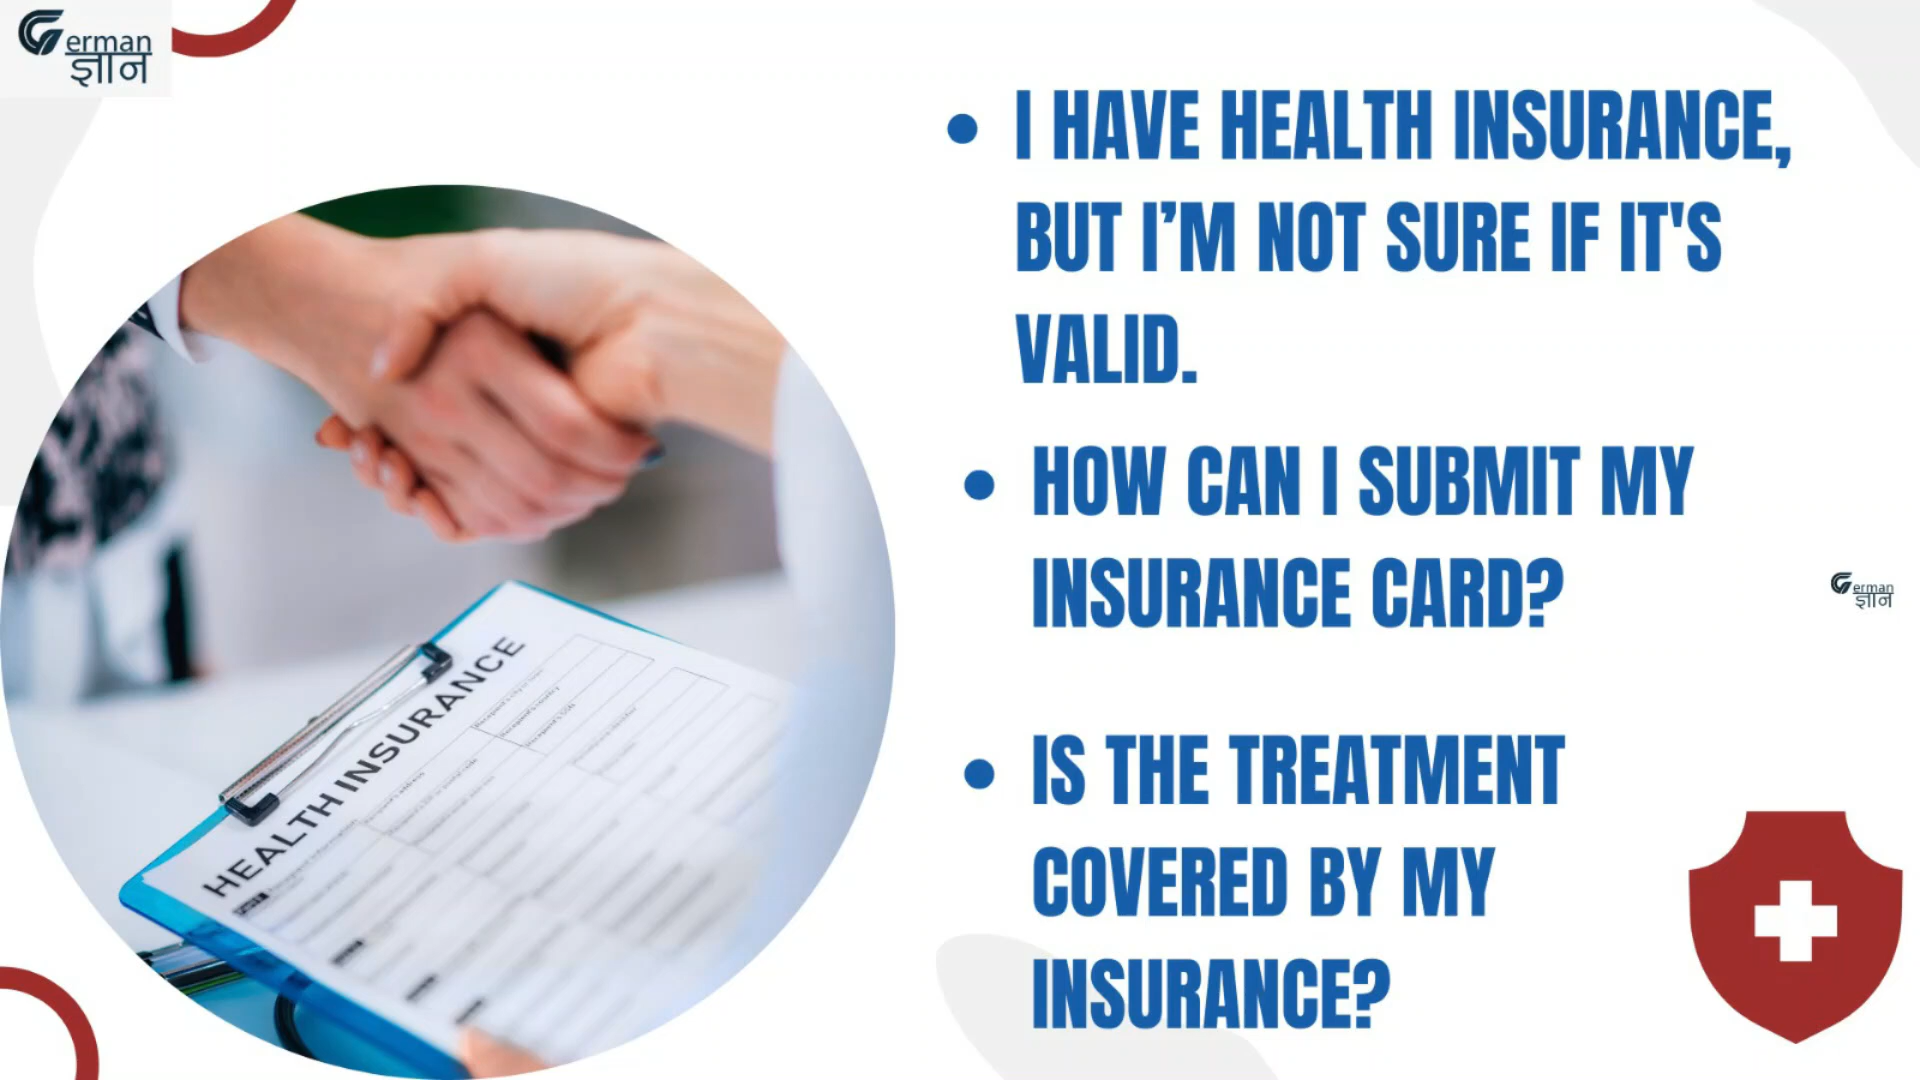 German
ज्ञान
I HAVE HEALTH INSURANCE,
BUT I’M NOT SURE IF IT'S
VALID.
HOW CAN I SUBMIT MY
INSURANCE CARD?
German
ज्ञान
IS THE TREATMENT
COVERED BY MY
INSURANCE?
HEALTH INSURANCE